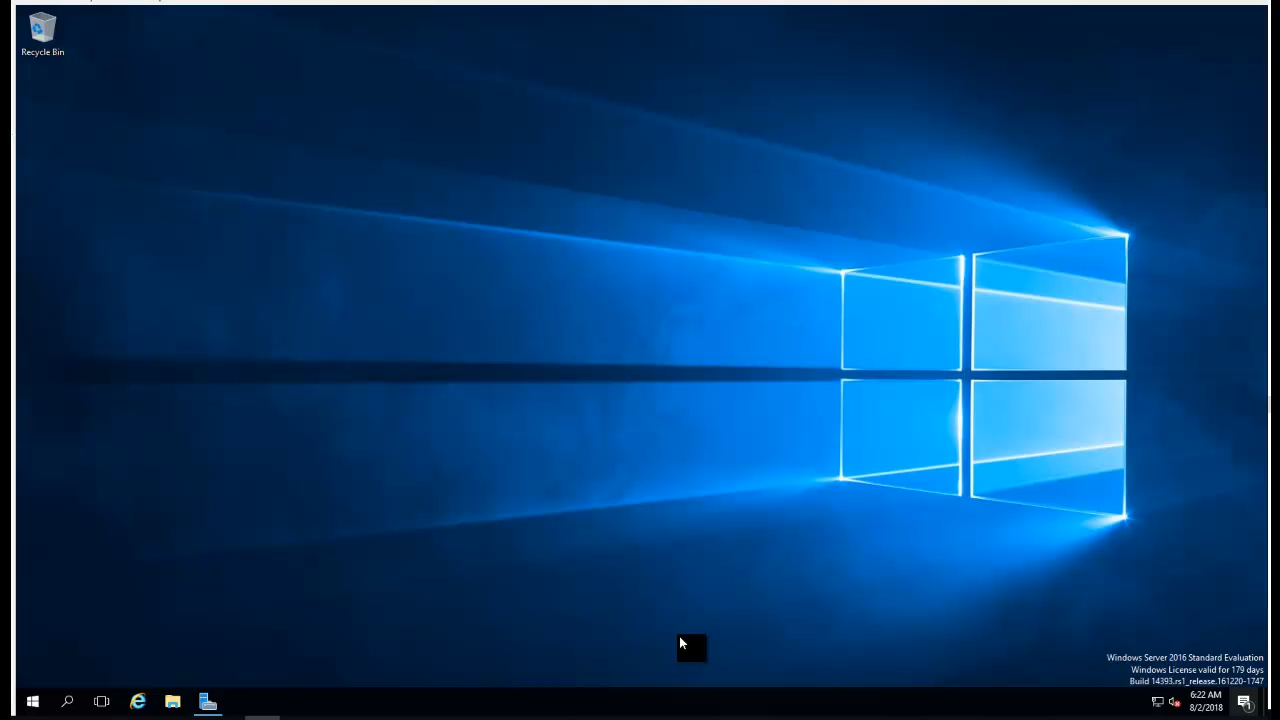 Recycle Bin
Windows Server 2016 Standard Evaluation
Windows License valid for 179 days
Build 14393.rs1_release.161220-1747
6:22 AM
8/2/2018
1